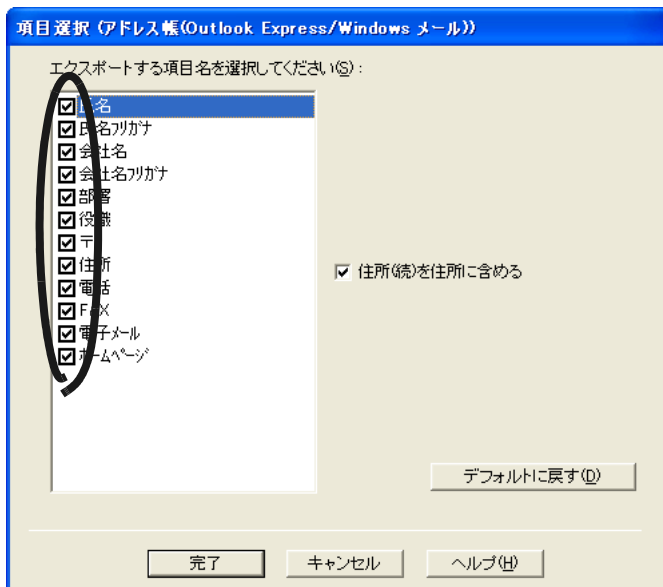 項目選択 (アドレス帳(Outlook Express/Windows メール))
エクスポートする項目名を選択してください(S):
氏名
氏名フリガナ
会社名
会社名フリガナ
部署
役職
〒
住所
電話
FAX
電子メール
ホームページ
住所(続)を住所に含める
デフォルトに戻す(D)
完了
キャンセル
ヘルプ(H)